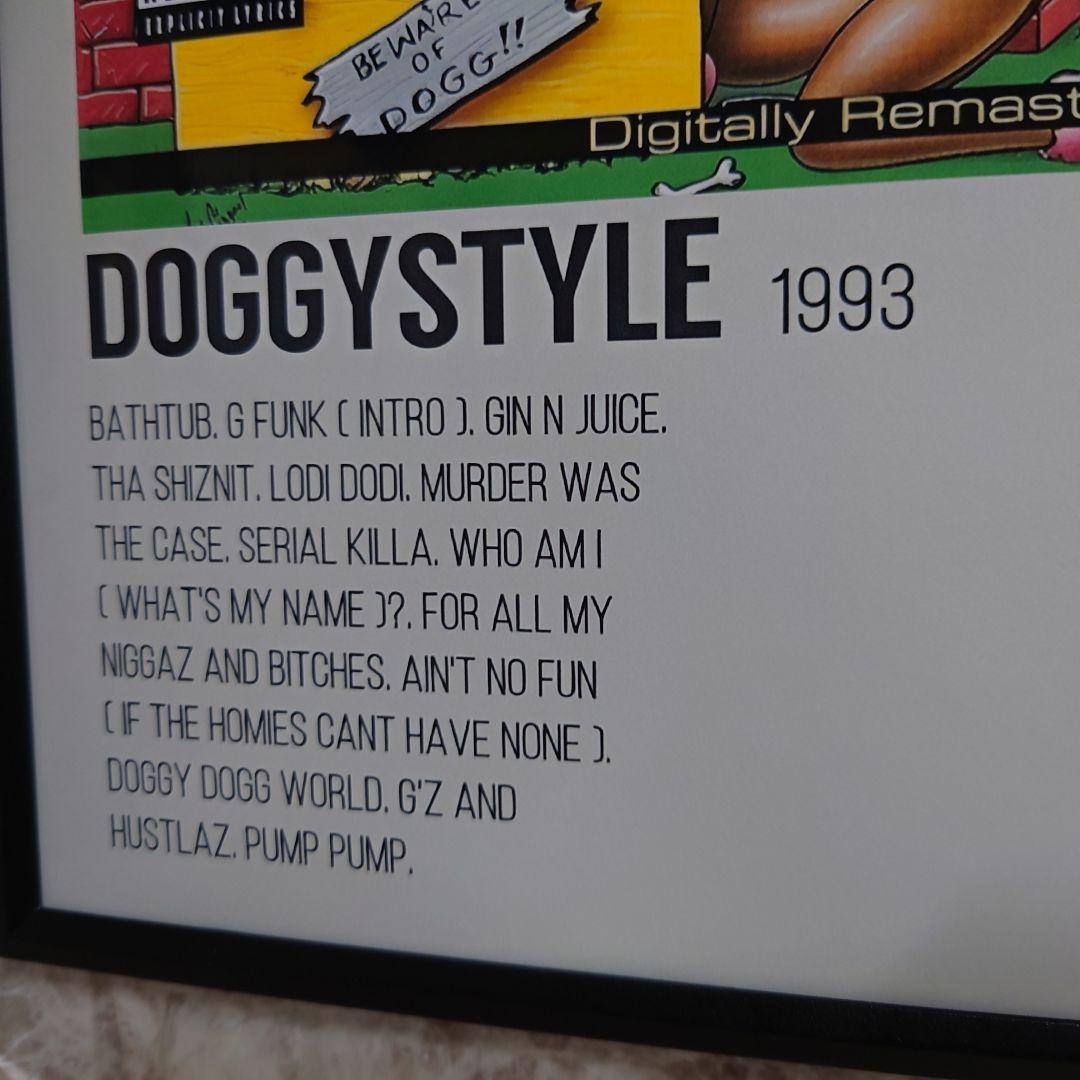 EXPLICIT LYRICS
BEWARE
OF
DOGG!!
Digitally
DOGGYSTYLE 1993
BATHTUB. G FUNK ( INTRO ). GIN N JUICE.
THA SHIZNIT. LODI DODI. MURDER WAS
THE CASE. SERIAL KILLA. WHO AM I
( WHAT'S MY NAME )?. FOR ALL MY
NIGGAZ AND BITCHES. AIN'T NO FUN
( IF THE HOMIES CANT HAVE NONE ).
DOGGY DOGG WORLD. G'Z AND
HUSTLAZ. PUMP PUMP.